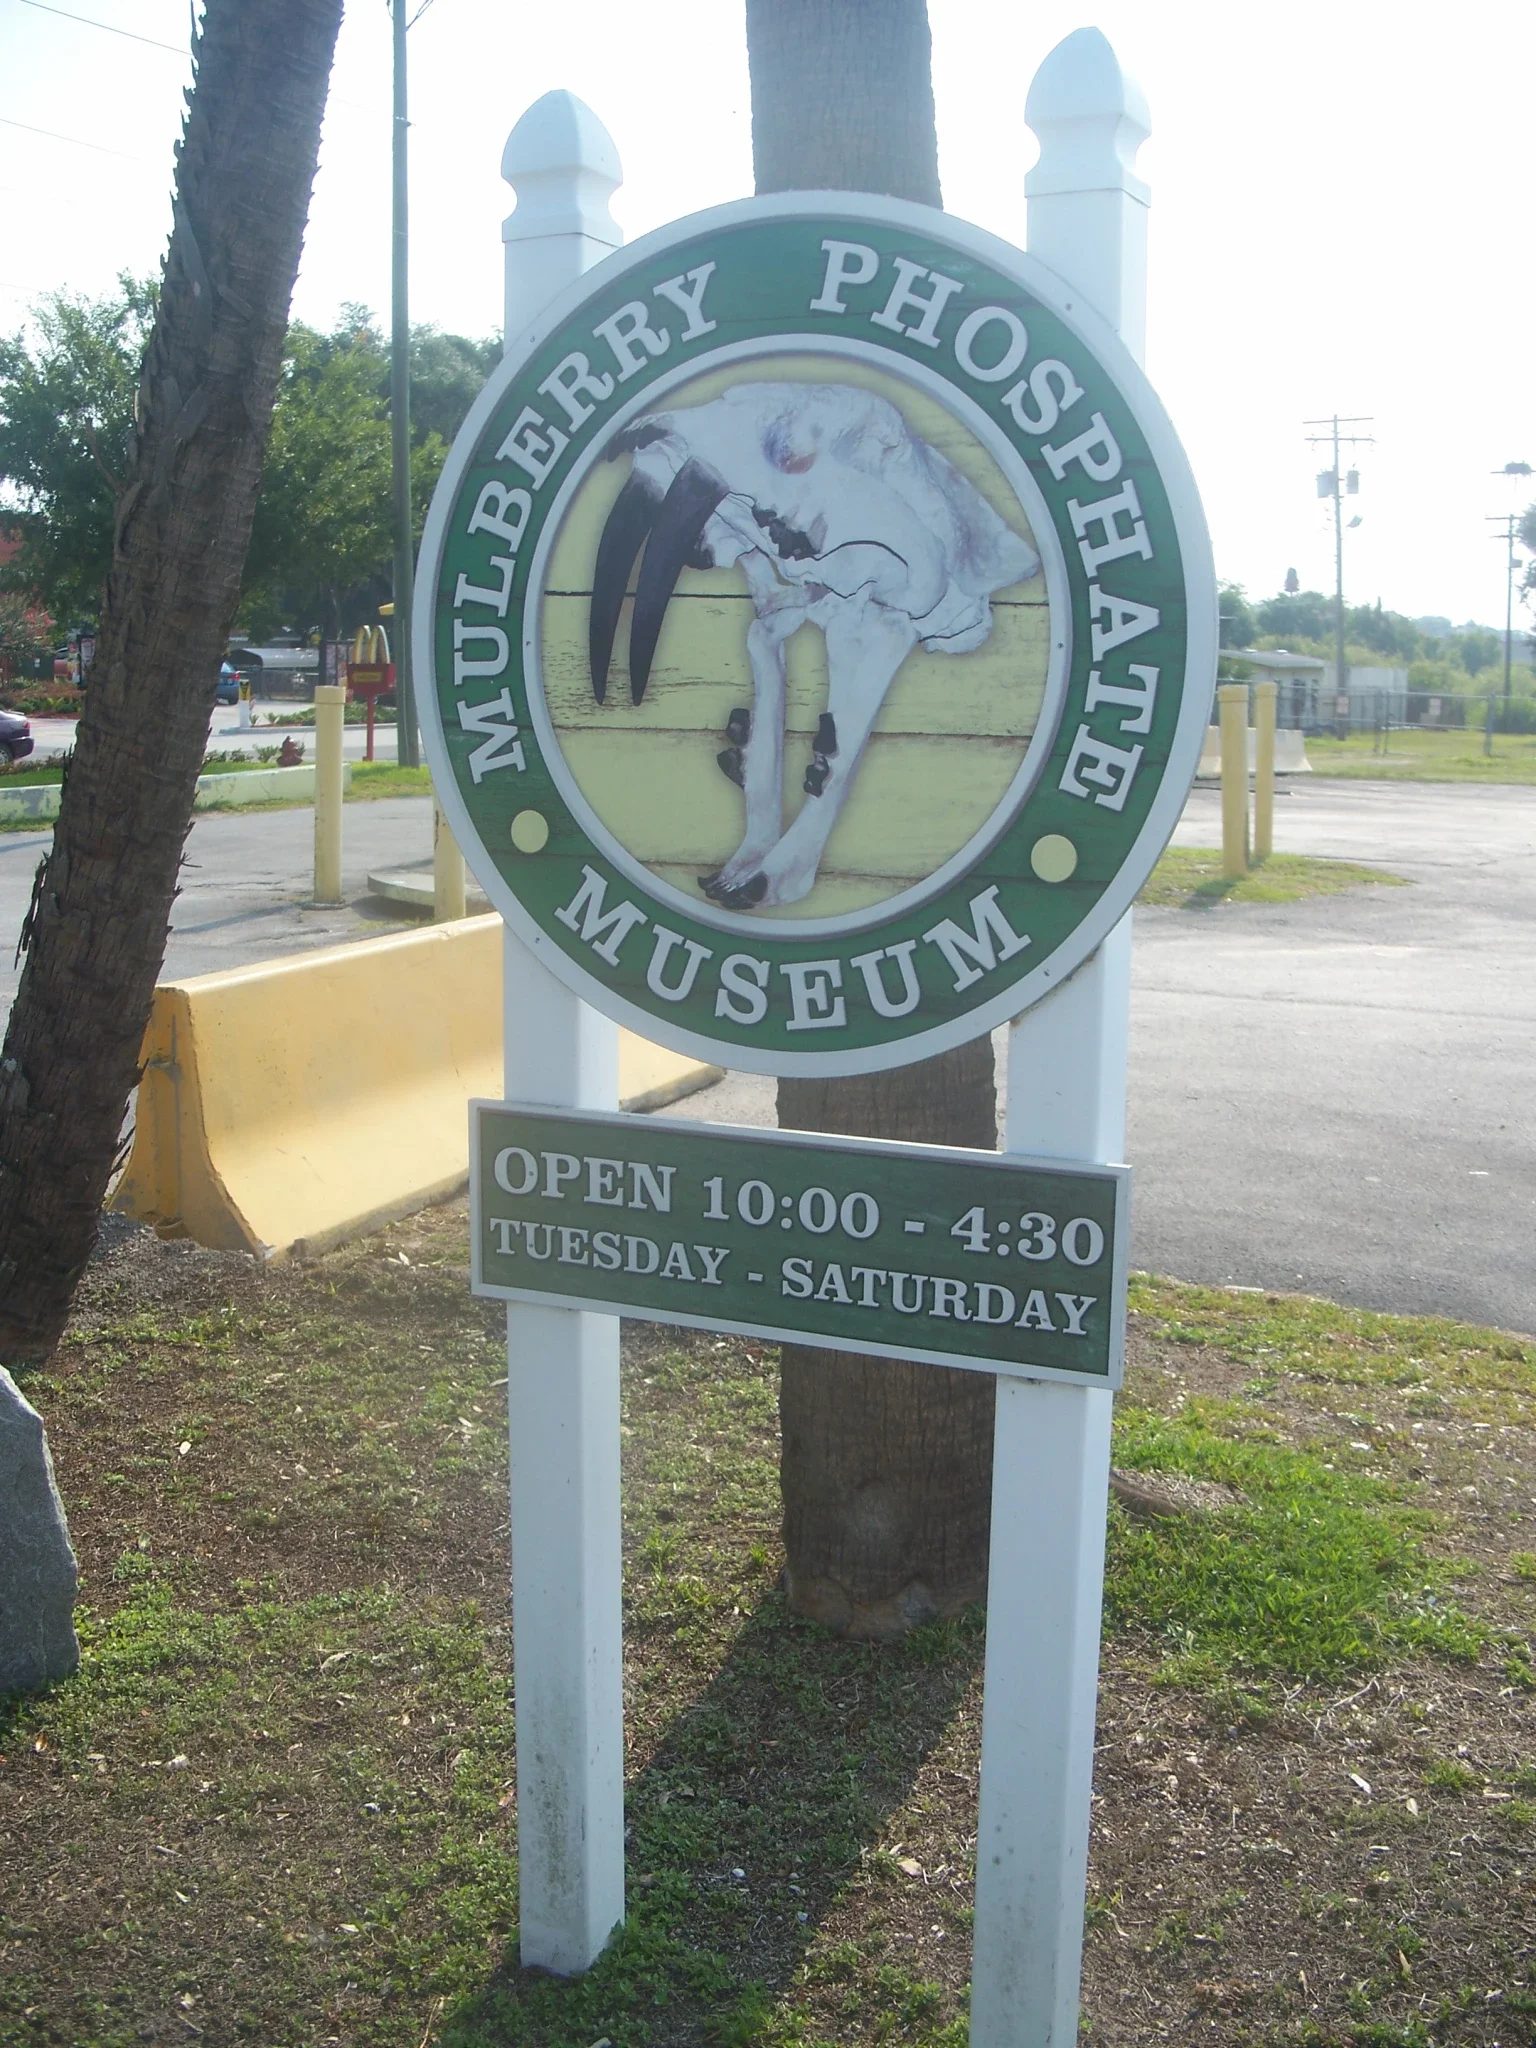 MULBERRY PHOSPHATE
• MUSEUM •
OPEN 10:00 - 4:30
TUESDAY - SATURDAY